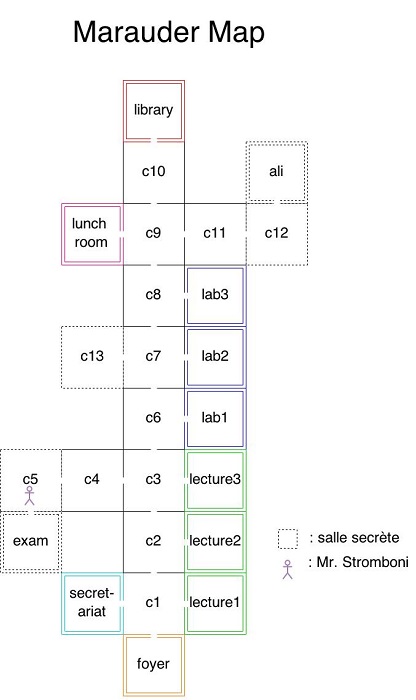 Marauder Map
library
c10
ali
lunch
room
c9
c11
c12
c8
lab3
c13
c7
lab2
c6
lab1
c5
c4
c3
lecture3
exam
c2
lecture2
: salle secrète
: Mr. Stromboni
secret-
ariat
c1
lecture1
foyer